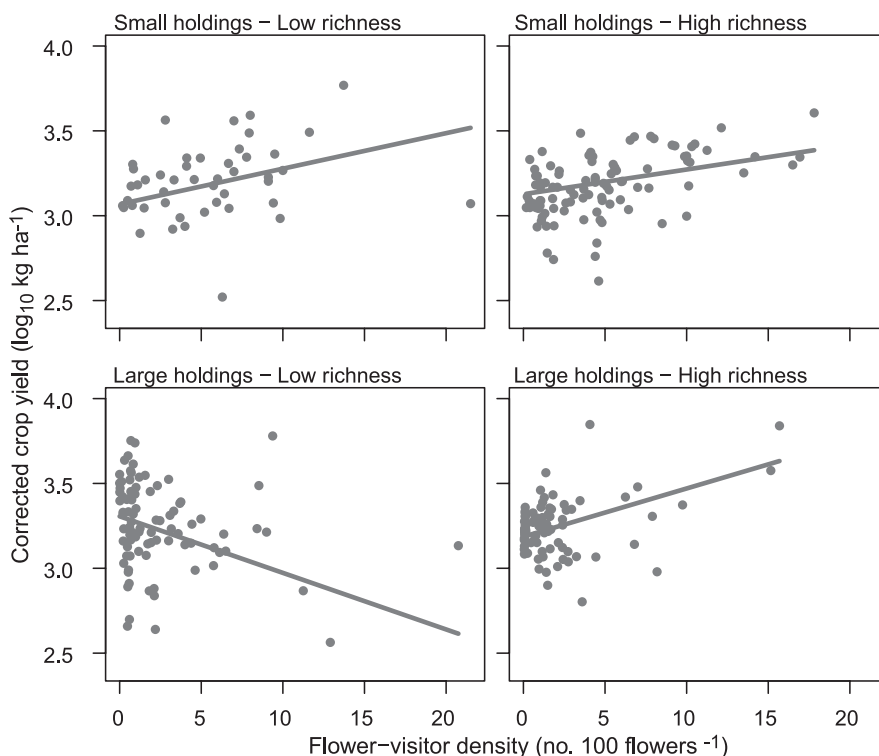 Small holdings − Low richness
Small holdings − High richness
4.0
3.5
3.0
2.5
Large holdings − Low richness
Large holdings − High richness
4.0
3.5
3.0
2.5
0 5 10 15 20
0 5 10 15 20
Corrected crop yield (log10 kg ha-1)
Flower−visitor density (no. 100 flowers -1)